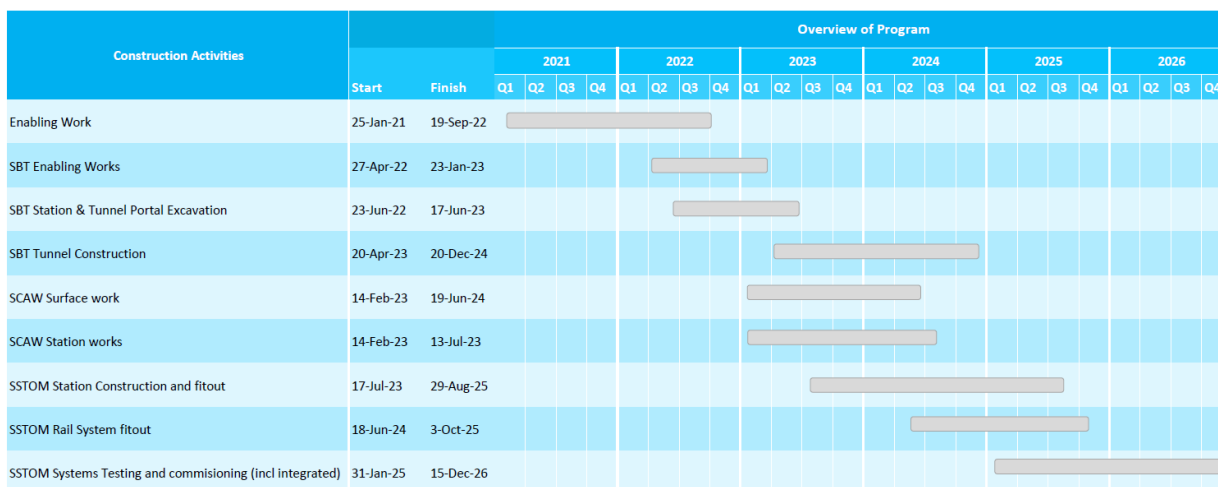 Overview of Program
Construction Activities
2021 2022 2023 2024 2025 2026
Start Finish Q1 Q2 Q3 Q4 Q1 Q2 Q3 Q4 Q1 Q2 Q3 Q4 Q1 Q2 Q3 Q4 Q1 Q2 Q3 Q4 Q1 Q2 Q3 Q4
Enabling Work 25-Jan-21 19-Sep-22
SBT Enabling Works 27-Apr-22 23-Jan-23
SBT Station & Tunnel Portal Excavation 23-Jun-22 17-Jun-23
SBT Tunnel Construction 20-Apr-23 20-Dec-24
SCAW Surface work 14-Feb-23 19-Jun-24
SCAW Station works 14-Feb-23 13-Jul-23
SSTOM Station Construction and fitout 17-Jul-23 29-Aug-25
SSTOM Rail System fitout 18-Jun-24 3-Oct-25
SSTOM Systems Testing and commisioning (incl integrated) 31-Jan-25 15-Dec-26